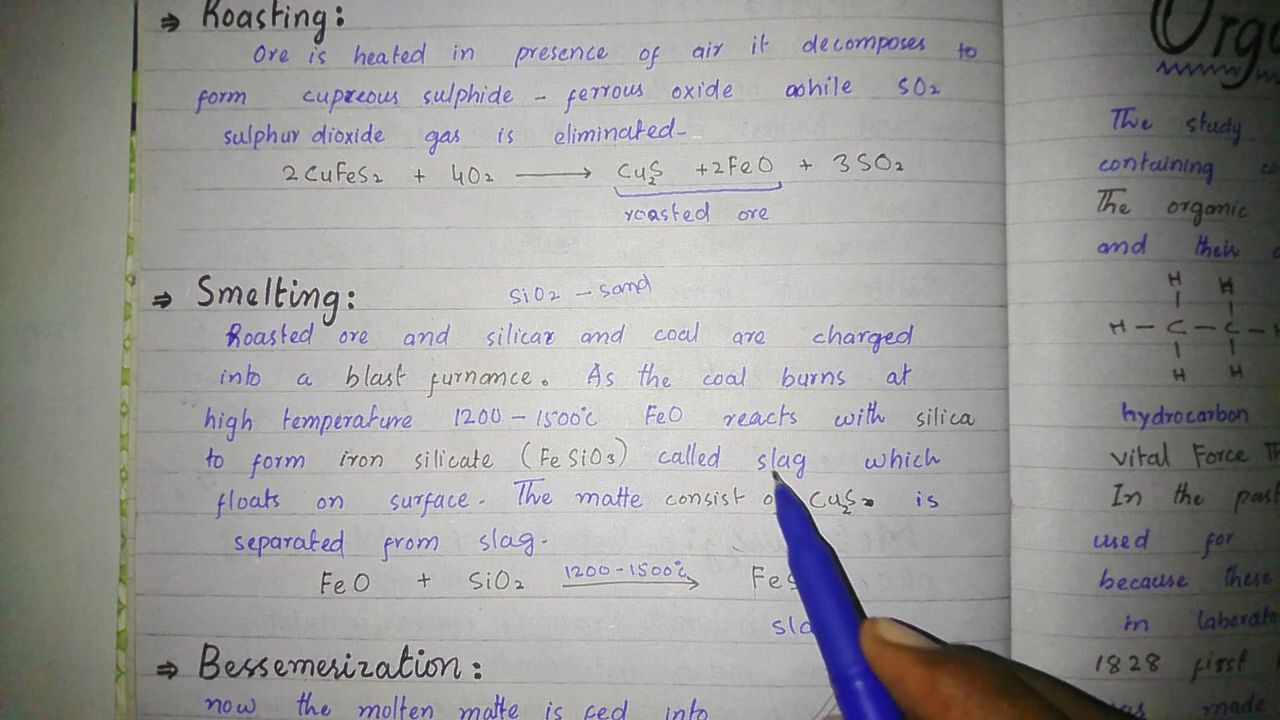 ⇒ Roasting:
Ore is heated in presence of air it decomposes to
form cupreous sulphide - ferrous oxide while SO2
sulphur dioxide gas is eliminated-
2CuFeS2 + 4O2 ⟶ Cu2S + 2FeO + 3SO2
roasted ore
⇒ Smelting: SiO2 - sand
Roasted ore and silica and coal are charged
into a blast furnance. As the coal burns at
high temperature 1200-1500°C FeO reacts with silica
to form iron silicate (FeSiO3) called slag which
floats on surface. The matte consist Cu2S is
separated from slag.
FeO + SiO2 1200-1500°C ⟶
⇒ Bessemerization:
now the molten matte is fed into
The study
containing
The organic
and their
H H
H - C - C -
H H
hydrocarbon
vital Force
In the past
used for
because these
in
1828 first
made